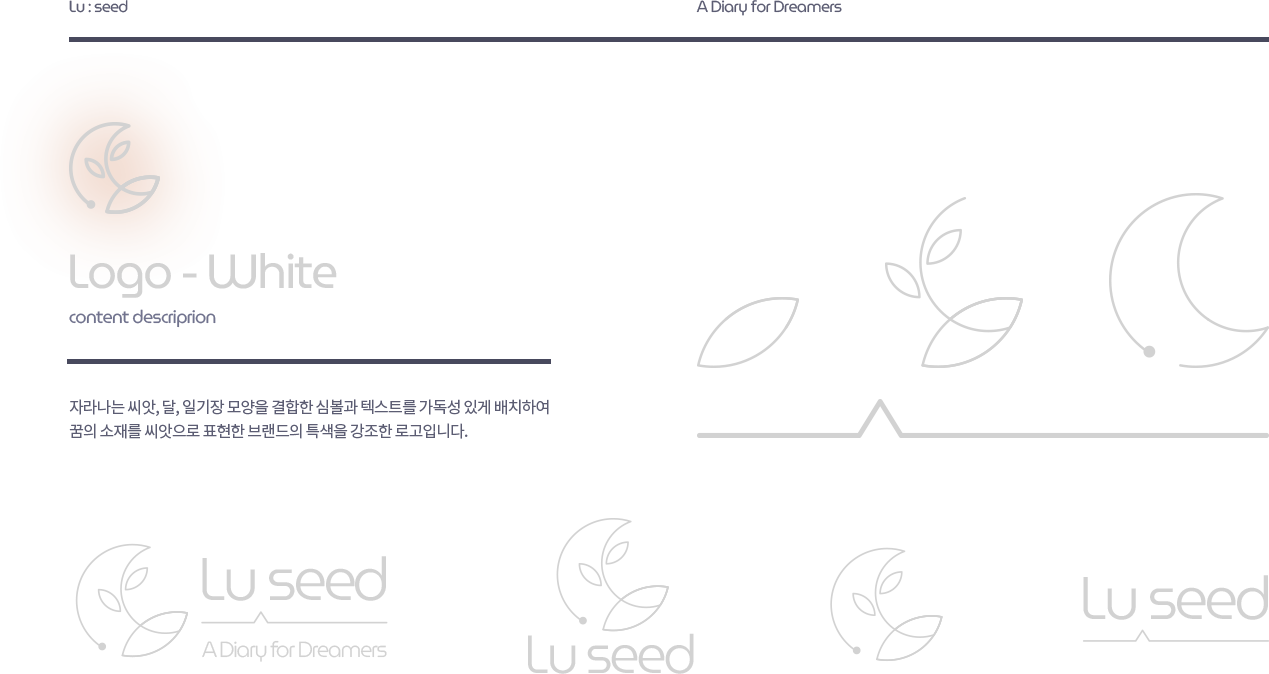 Lu : seed
A Diary for Dreamers
Logo - White
content descriprion
자라나는 씨앗, 달, 일기장 모양을 결합한 심볼과 텍스트를 가독성 있게 배치하여
꿈의 소재를 씨앗으로 표현한 브랜드의 특색을 강조한 로고입니다.
Lu seed
A Diary for Dreamers
Lu seed
Lu seed